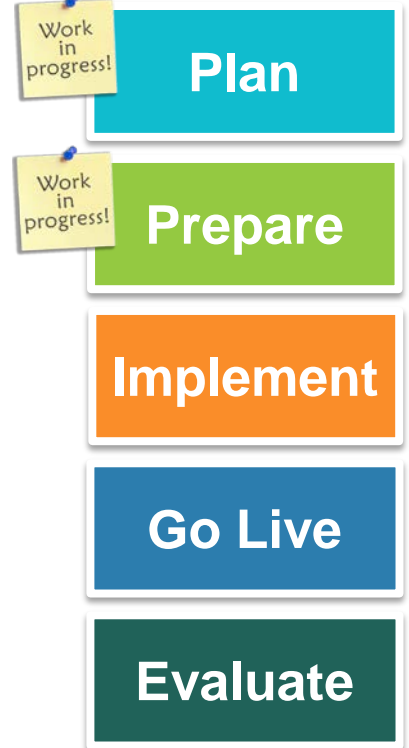 Work
in
progress!
Plan
Work
in
progress!
Prepare
Implement
Go Live
Evaluate